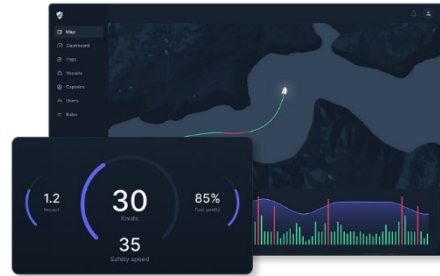 Map
Dashboard
Trips
Vessels
Captains
Users
Rules
1.2
Impact
30
Knots
85%
Fuel quality
35
Safety speed